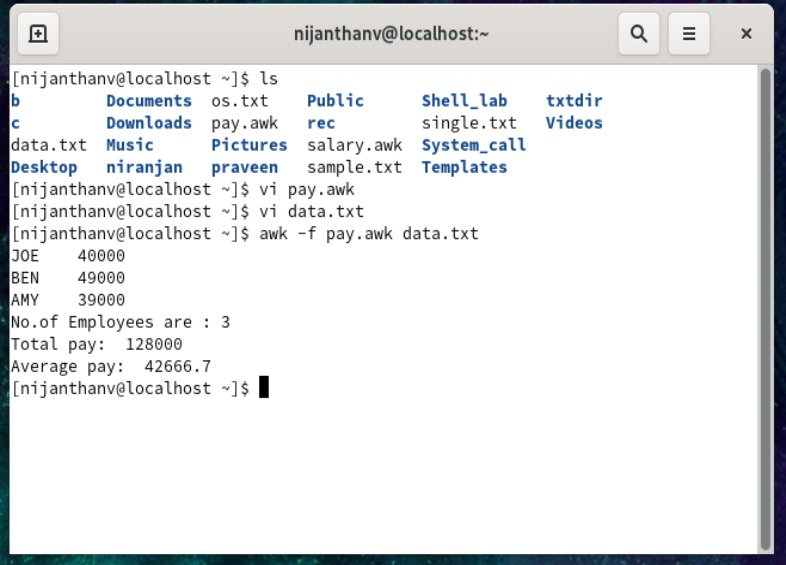 nijanthanv@localhost:~
[nijanthanv@localhost ~]$ ls
b         Documents  os.txt    Public      Shell_lab    txtdir
c         Downloads  pay.awk   rec         single.txt   Videos
data.txt  Music      Pictures  salary.awk  System_call
Desktop   niranjan   praveen   sample.txt  Templates
[nijanthanv@localhost ~]$ vi pay.awk
[nijanthanv@localhost ~]$ vi data.txt
[nijanthanv@localhost ~]$ awk -f pay.awk data.txt
JOE    40000
BEN    49000
AMY    39000
No.of Employees are : 3
Total pay:  128000
Average pay:  42666.7
[nijanthanv@localhost ~]$